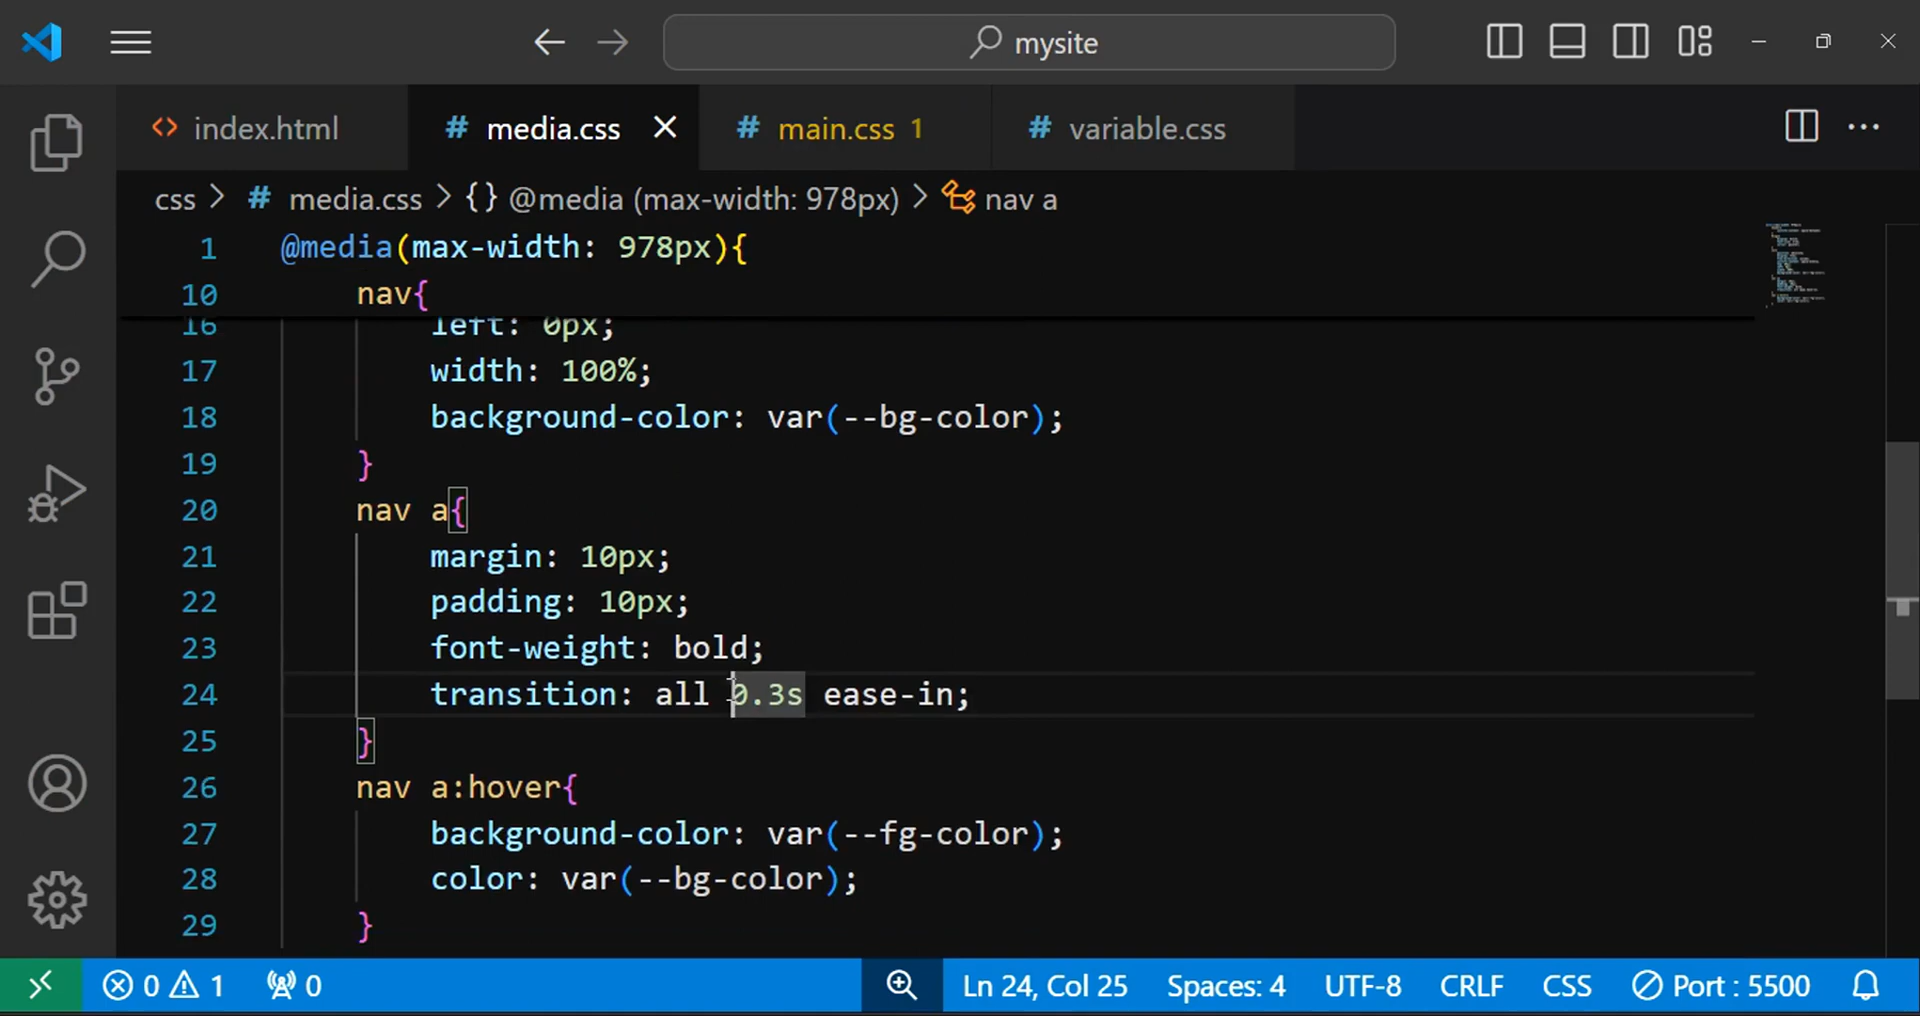 mysite
index.html
# media.css
# main.css 1
# variable.css
css > # media.css > {} @media (max-width: 978px) > nav a
1 @media(max-width: 978px){
10 nav{
16 left: 0px;
17 width: 100%;
18 background-color: var(--bg-color);
19 }
20 nav a{
21 margin: 10px;
22 padding: 10px;
23 font-weight: bold;
24 transition: all 0.3s ease-in;
25 }
26 nav a:hover{
27 background-color: var(--fg-color);
28 color: var(--bg-color);
29 }
0 1 0 Ln 24, Col 25 Spaces: 4 UTF-8 CRLF CSS Port : 5500